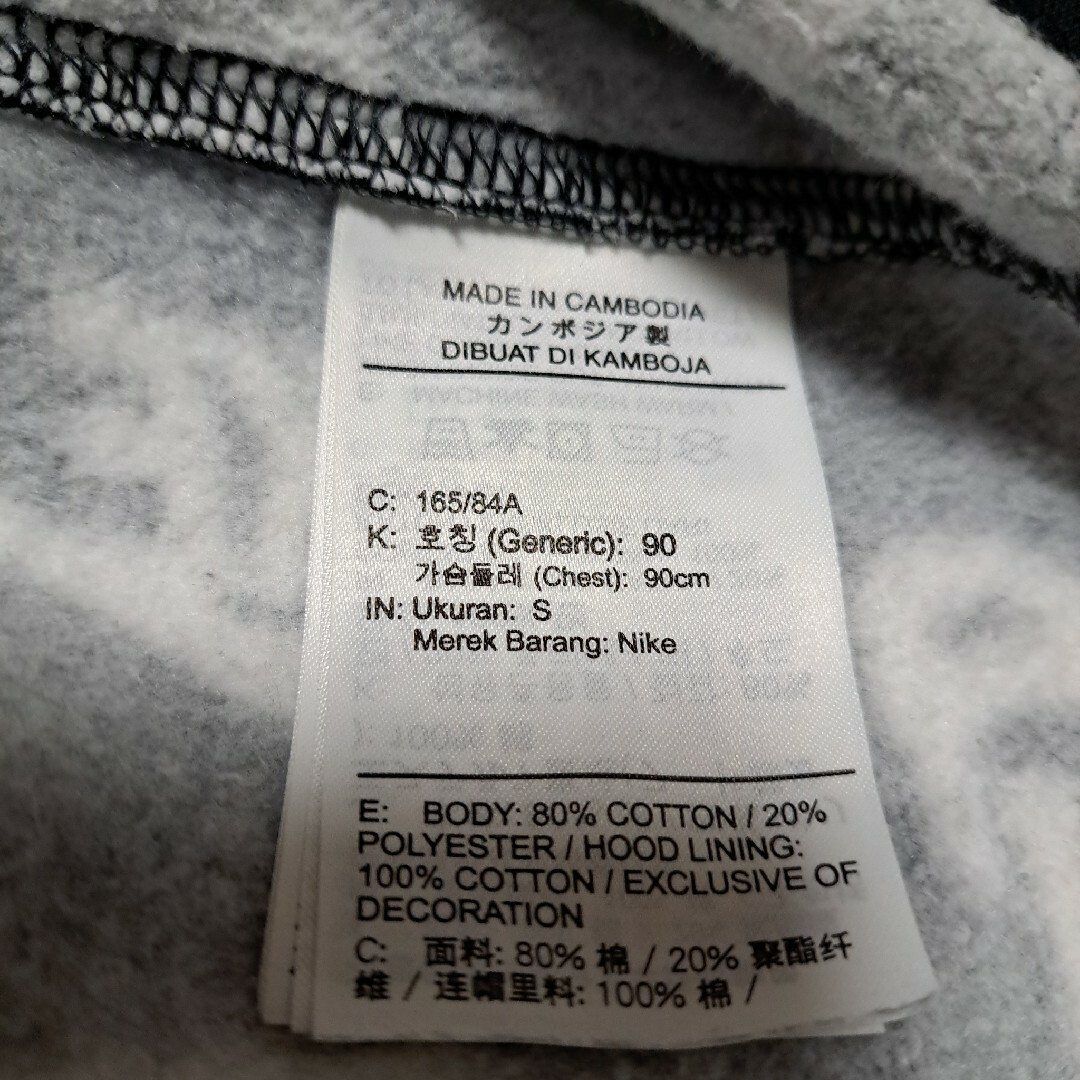 MADE IN CAMBODIA
カンボジア製
DIBUAT DI KAMBOJA
C: 165/84A
K: 호칭 (Generic): 90
가슴둘레 (Chest): 90cm
IN: Ukuran: S
Merek Barang: Nike
E: BODY: 80% COTTON / 20%
POLYESTER / HOOD LINING:
100% COTTON / EXCLUSIVE OF
DECORATION
C: 面料: 80% 棉 / 20% 聚酯纤
维 / 连帽里料: 100% 棉 /